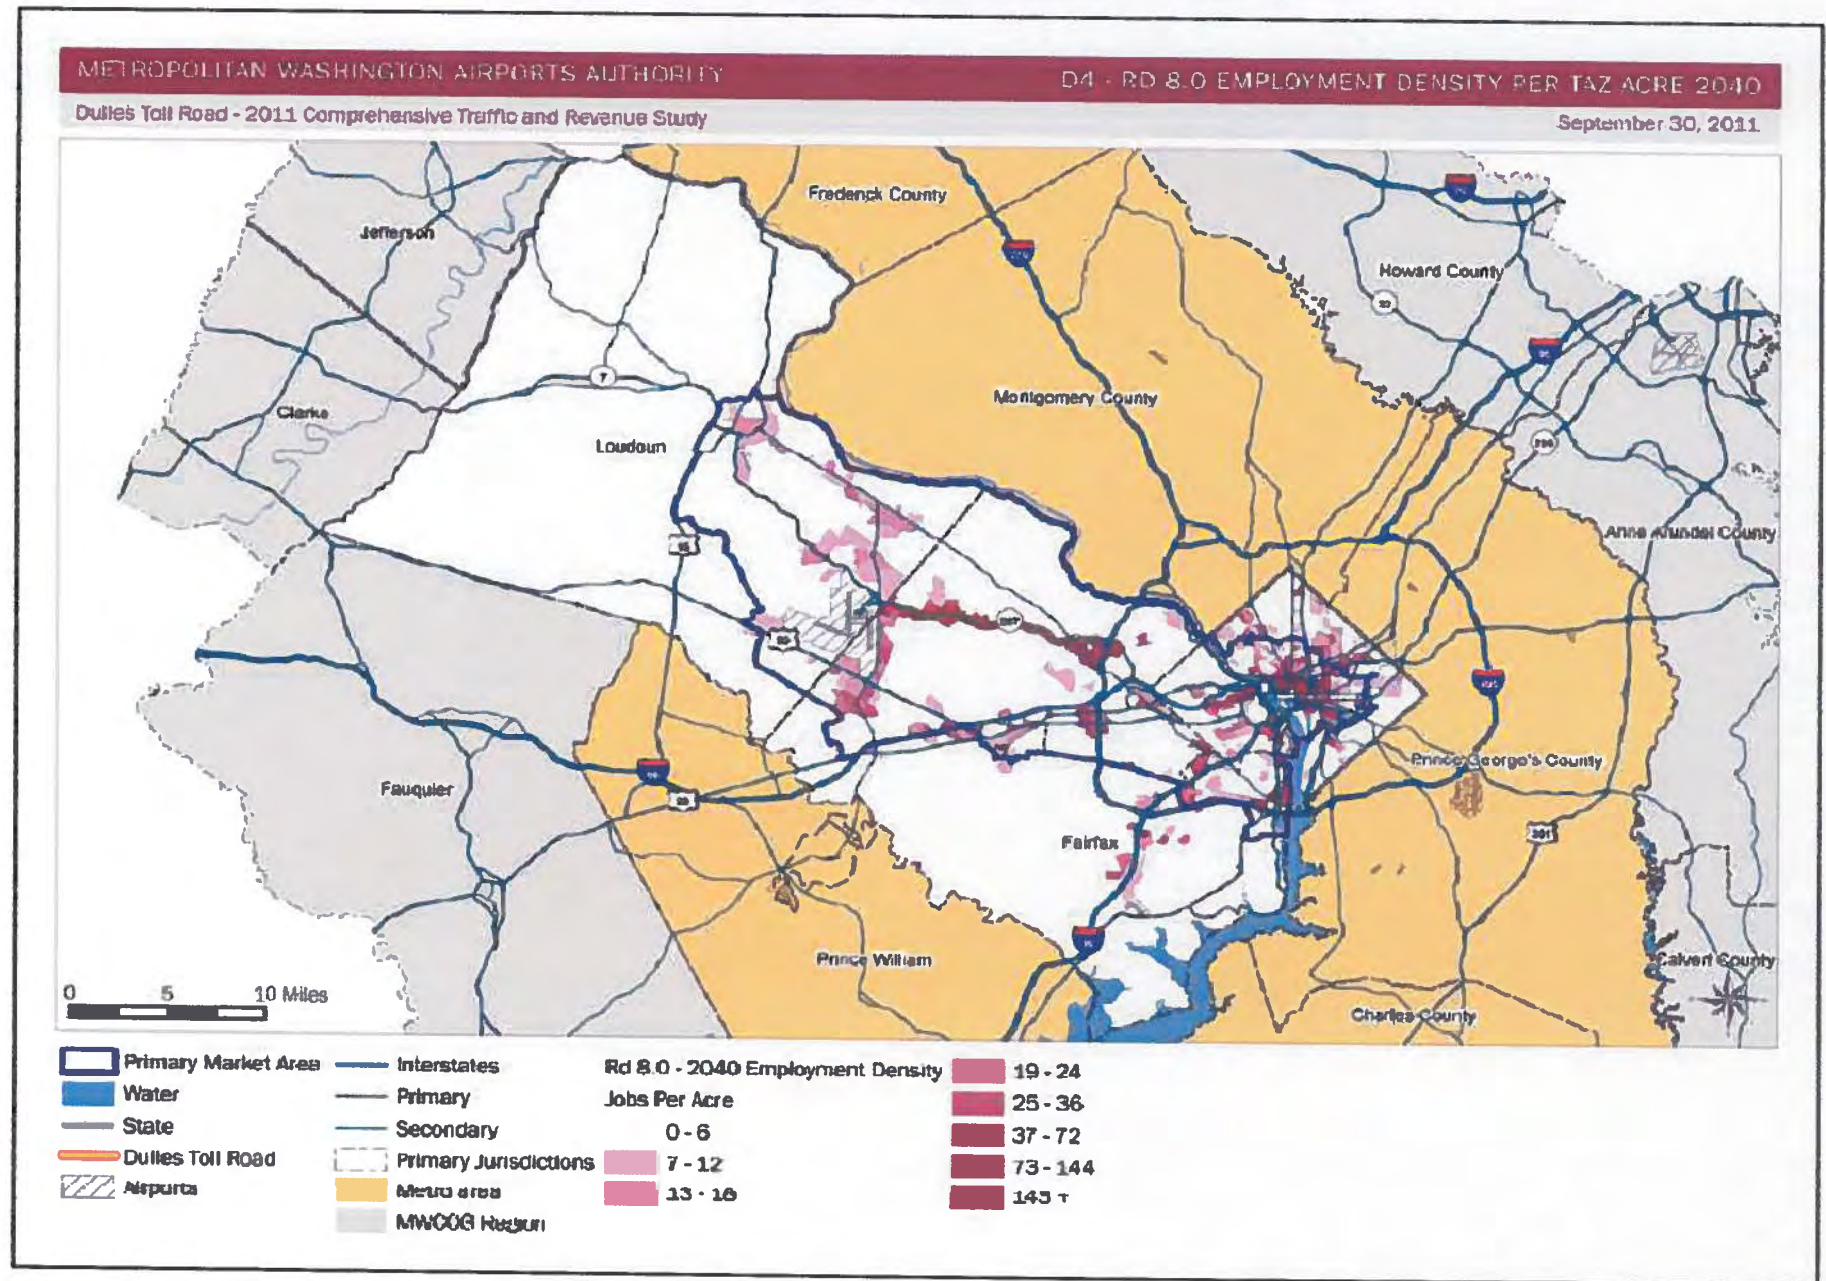 METROPOLITAN WASHINGTON AIRPORTS AUTHORITY
D4 - RD 8.0 EMPLOYMENT DENSITY PER TAZ ACRE 2040
Dulles Toll Road - 2011 Comprehensive Traffic and Revenue Study
September 30, 2011
Frederick County
Jefferson
Howard County
Montgomery County
Clarke
7
Loudoun
Anne Arundel County
Fauquier
Prince George's County
Fairfax
301
Prince William
95
Calvert County
Charles County
0 5 10 Miles
Primary Market Area
Water
State
Dulles Toll Road
Airports
Interstates
Primary
Secondary
Primary Jurisdictions
Metro area
MWCOG Region
Rd 8.0 - 2040 Employment Density
Jobs Per Acre
0 - 6
7 - 12
13 - 18
19 - 24
25 - 36
37 - 72
73 - 144
145 +